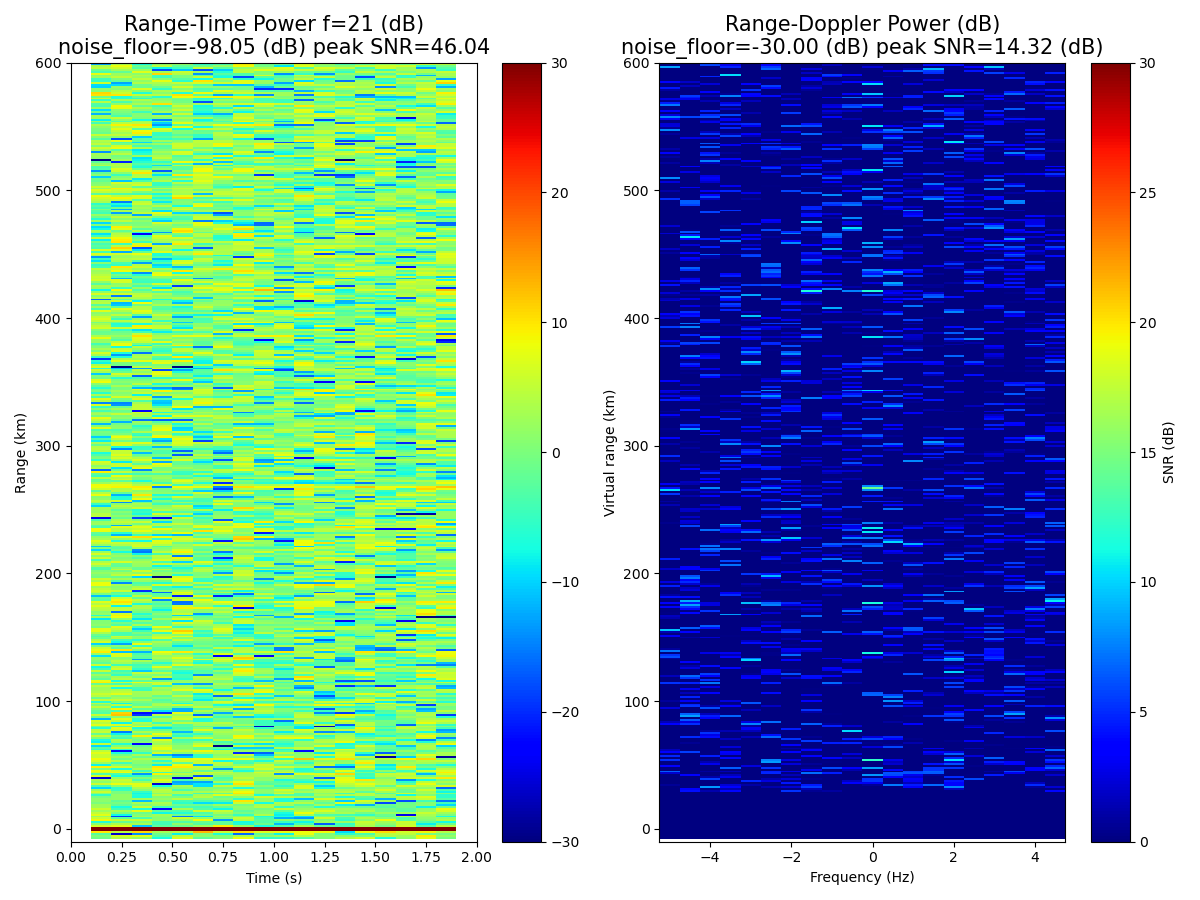 Range-Time Power f=21 (dB)
noise_floor=-98.05 (dB) peak SNR=46.04
600
500
400
300
200
100
0
Range (km)
0.00 0.25 0.50 0.75 1.00 1.25 1.50 1.75 2.00
Time (s)
30
20
10
0
−10
−20
−30
Range-Doppler Power (dB)
noise_floor=-30.00 (dB) peak SNR=14.32 (dB)
600
500
400
300
200
100
0
Virtual range (km)
−4 −2 0 2 4
Frequency (Hz)
30
25
20
15
10
5
0
SNR (dB)